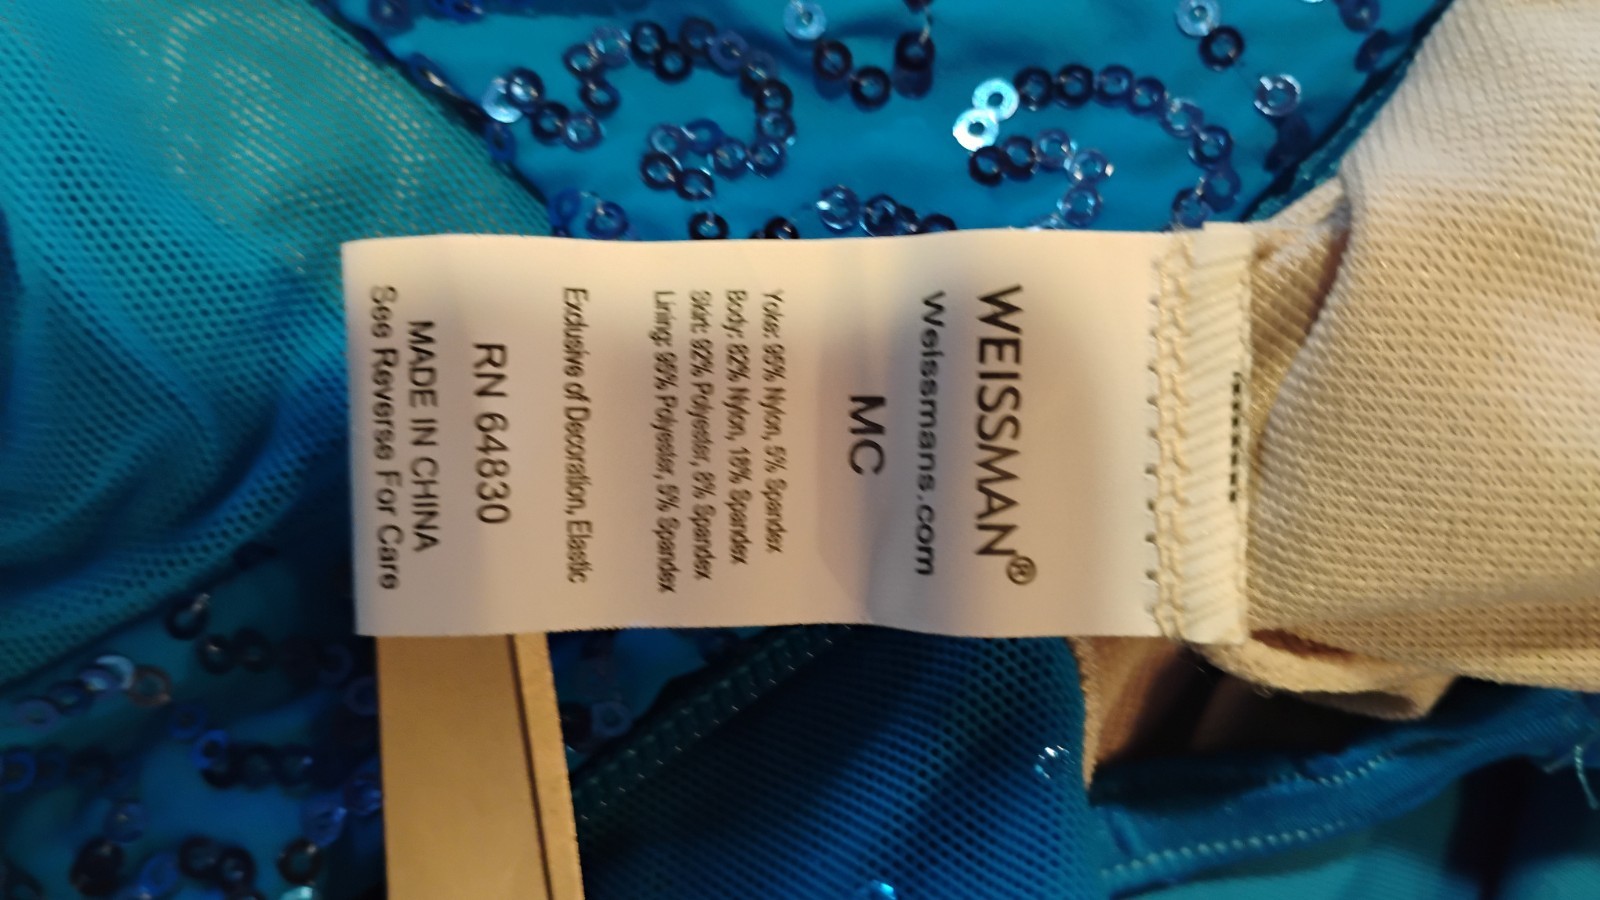 WEISSMAN®
Weissmans.com
MC
Yoke: 95% Nylon, 5% Spandex
Body: 82% Nylon, 18% Spandex
Skirt: 92% Polyester, 8% Spandex
Lining: 95% Polyester, 5% Spandex
Exclusive of Decoration, Elastic
RN 64830
MADE IN CHINA
See Reverse For Care